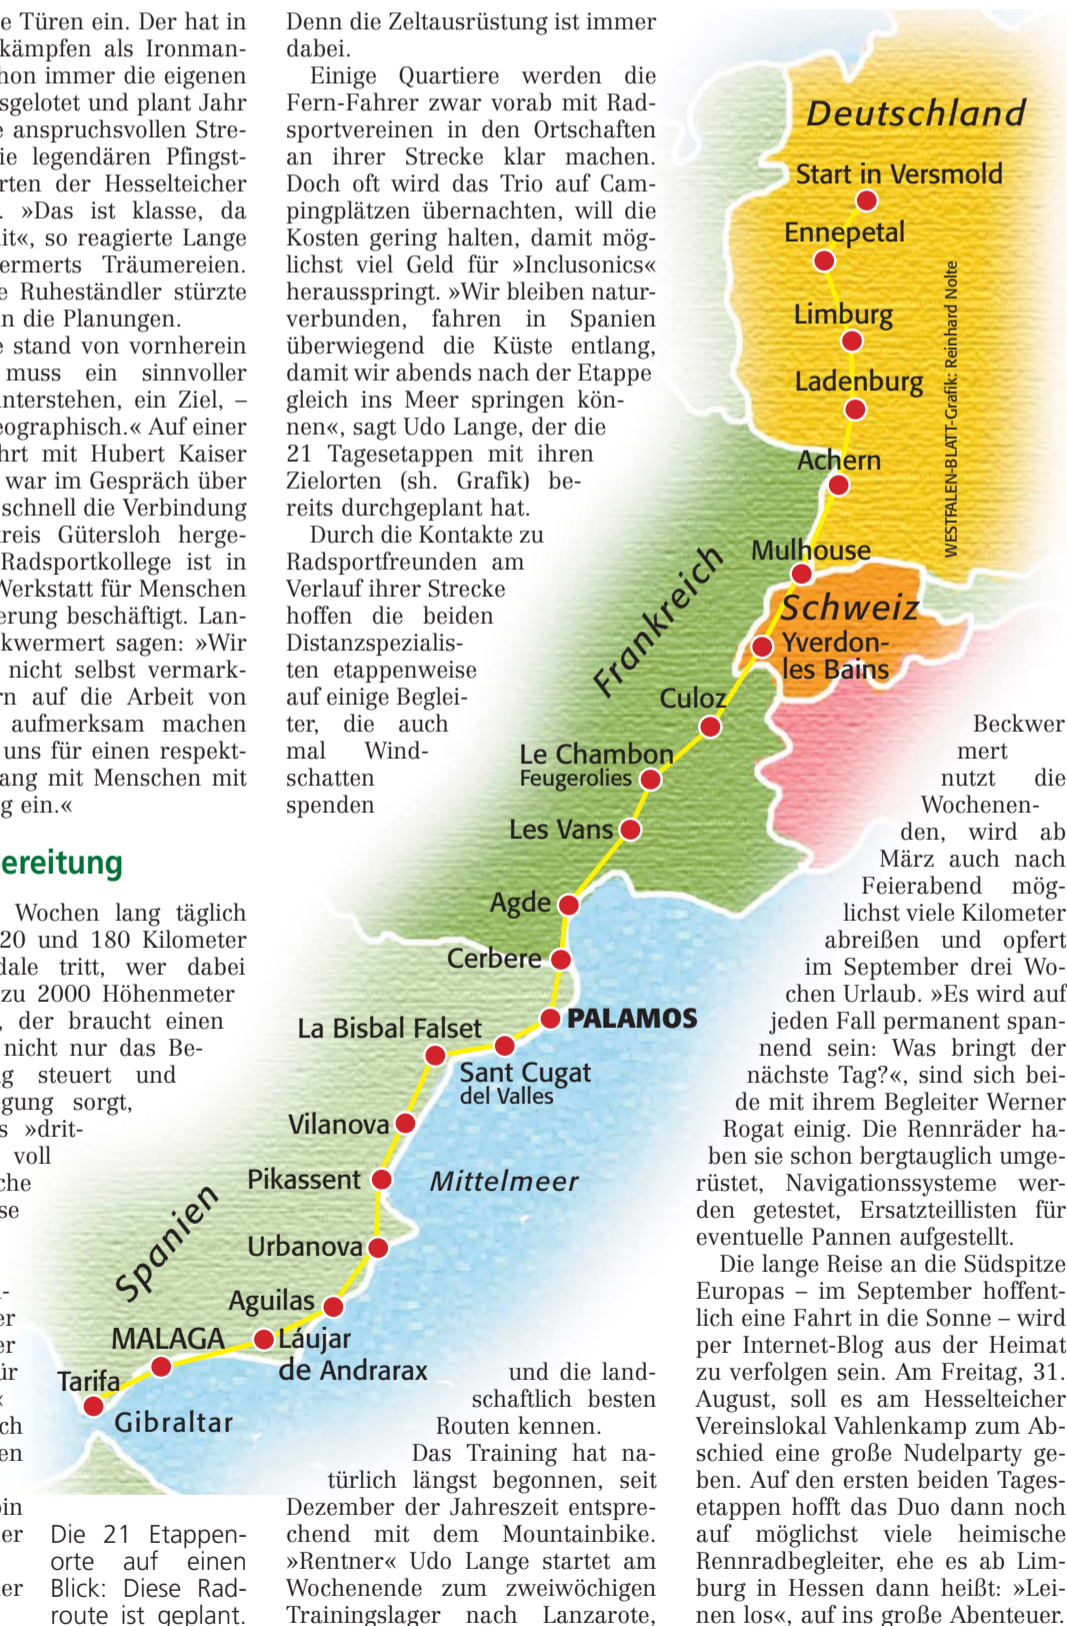 e Türen ein. Der hat in
kämpfen als Ironman-
hon immer die eigenen
sgelotet und plant Jahr
e anspruchsvollen Stre-
ie legendären Pfingst-
rten der Hesselteicher
. »Das ist klasse, da
it«, so reagierte Lange
ermerts Träumereien.
e Ruheständler stürzte
n die Planungen.
e stand von vornherein
muss ein sinnvoller
nterstehen, ein Ziel, –
eographisch.« Auf einer
hrt mit Hubert Kaiser
war im Gespräch über
schnell die Verbindung
reis Gütersloh herge-
Radsportkollege ist in
Werkstatt für Menschen
erung beschäftigt. Lan-
kwermert sagen: »Wir
nicht selbst vermark-
rn auf die Arbeit von
aufmerksam machen
uns für einen respekt-
ang mit Menschen mit
g ein.«
ereitung
Wochen lang täglich
20 und 180 Kilometer
dale tritt, wer dabei
zu 2000 Höhenmeter
, der braucht einen
nicht nur das Be-
g steuert und
gung sorgt,
s »drit-
voll
che
se
-
er
er
ür
«
ch
en
in
er
er
Die 21 Etappen-
orte auf einen
Blick: Diese Rad-
route ist geplant.
Denn die Zeltausrüstung ist immer
dabei.
Einige Quartiere werden die
Fern-Fahrer zwar vorab mit Rad-
sportvereinen in den Ortschaften
an ihrer Strecke klar machen.
Doch oft wird das Trio auf Cam-
pingplätzen übernachten, will die
Kosten gering halten, damit mög-
lichst viel Geld für »Inclusonics«
herausspringt. »Wir bleiben natur-
verbunden, fahren in Spanien
überwiegend die Küste entlang,
damit wir abends nach der Etappe
gleich ins Meer springen kön-
nen«, sagt Udo Lange, der die
21 Tagesetappen mit ihren
Zielorten (sh. Grafik) be-
reits durchgeplant hat.
Durch die Kontakte zu
Radsportfreunden am
Verlauf ihrer Strecke
hoffen die beiden
Distanzspezialis-
ten etappenweise
auf einige Beglei-
ter, die auch
mal Wind-
schatten
spenden
und die land-
schaftlich besten
Routen kennen.
Das Training hat na-
türlich längst begonnen, seit
Dezember der Jahreszeit entspre-
chend mit dem Mountainbike.
»Rentner« Udo Lange startet am
Wochenende zum zweiwöchigen
Trainingslager nach Lanzarote,
Beckwer
mert
nutzt die
Wochenen-
den, wird ab
März auch nach
Feierabend mög-
lichst viele Kilometer
abreißen und opfert
im September drei Wo-
chen Urlaub. »Es wird auf
jeden Fall permanent span-
nend sein: Was bringt der
nächste Tag?«, sind sich bei-
de mit ihrem Begleiter Werner
Rogat einig. Die Rennräder ha-
ben sie schon bergtauglich umge-
rüstet, Navigationssysteme wer-
den getestet, Ersatzteillisten für
eventuelle Pannen aufgestellt.
Die lange Reise an die Südspitze
Europas – im September hoffent-
lich eine Fahrt in die Sonne – wird
per Internet-Blog aus der Heimat
zu verfolgen sein. Am Freitag, 31.
August, soll es am Hesselteicher
Vereinslokal Vahlenkamp zum Ab-
schied eine große Nudelparty ge-
ben. Auf den ersten beiden Tages-
etappen hofft das Duo dann noch
auf möglichst viele heimische
Rennradbegleiter, ehe es ab Lim-
burg in Hessen dann heißt: »Lei-
nen los«, auf ins große Abenteuer.
Deutschland
Start in Versmold
Ennepetal
Limburg
Ladenburg
Achern
WESTFALEN-BLATT-Grafik: Reinhard Nolte
Mulhouse
Frankreich
Schweiz
Yverdon-
les Bains
Culoz
Le Chambon
Feugerolies
Les Vans
Agde
Cerbere
PALAMOS
La Bisbal Falset
Sant Cugat
del Valles
Vilanova
Pikassent
Mittelmeer
Spanien
Urbanova
Aguilas
MALAGA
Láujar
de Andrarax
Tarifa
Gibraltar